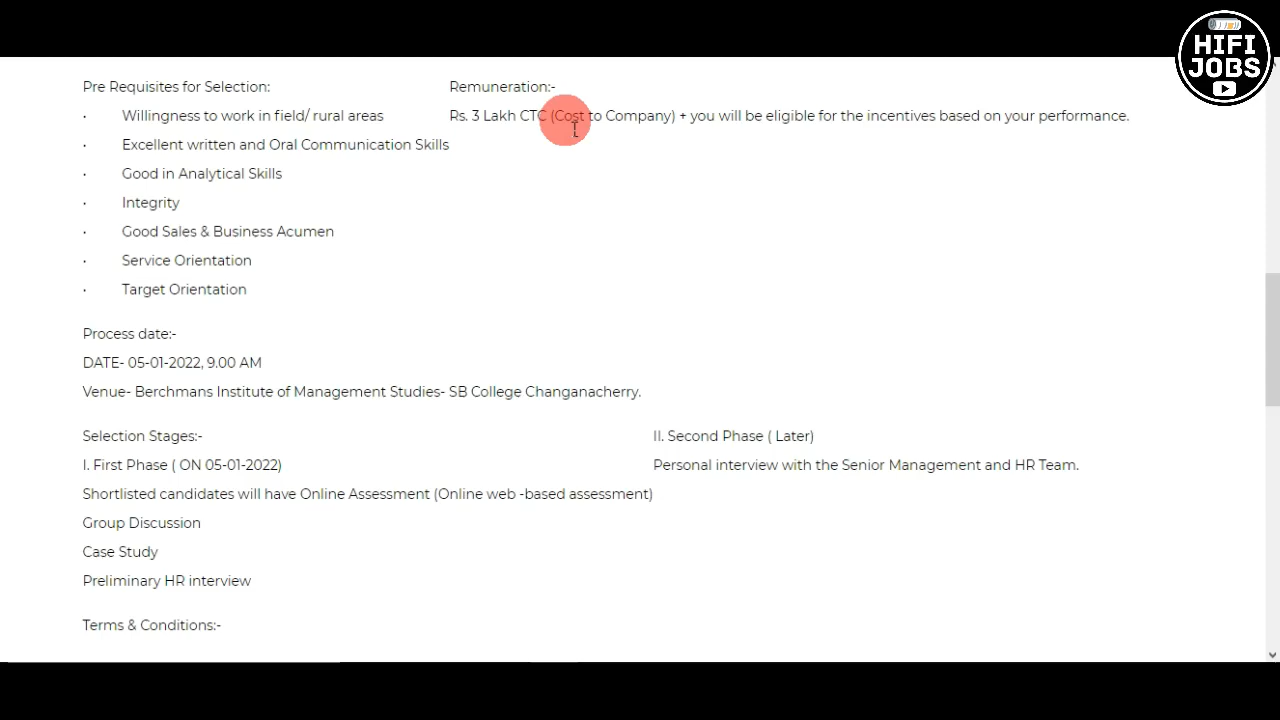 HIFI
JOBS
Pre Requisites for Selection:
· Willingness to work in field/ rural areas
· Excellent written and Oral Communication Skills
· Good in Analytical Skills
· Integrity
· Good Sales & Business Acumen
· Service Orientation
· Target Orientation
Remuneration:-
Rs. 3 Lakh CTC (Cost to Company) + you will be eligible for the incentives based on your performance.
Process date:-
DATE- 05-01-2022, 9.00 AM
Venue- Berchmans Institute of Management Studies- SB College Changanacherry.
Selection Stages:-
I. First Phase ( ON 05-01-2022)
Shortlisted candidates will have Online Assessment (Online web -based assessment)
Group Discussion
Case Study
Preliminary HR interview
II. Second Phase ( Later)
Personal interview with the Senior Management and HR Team.
Terms & Conditions:-